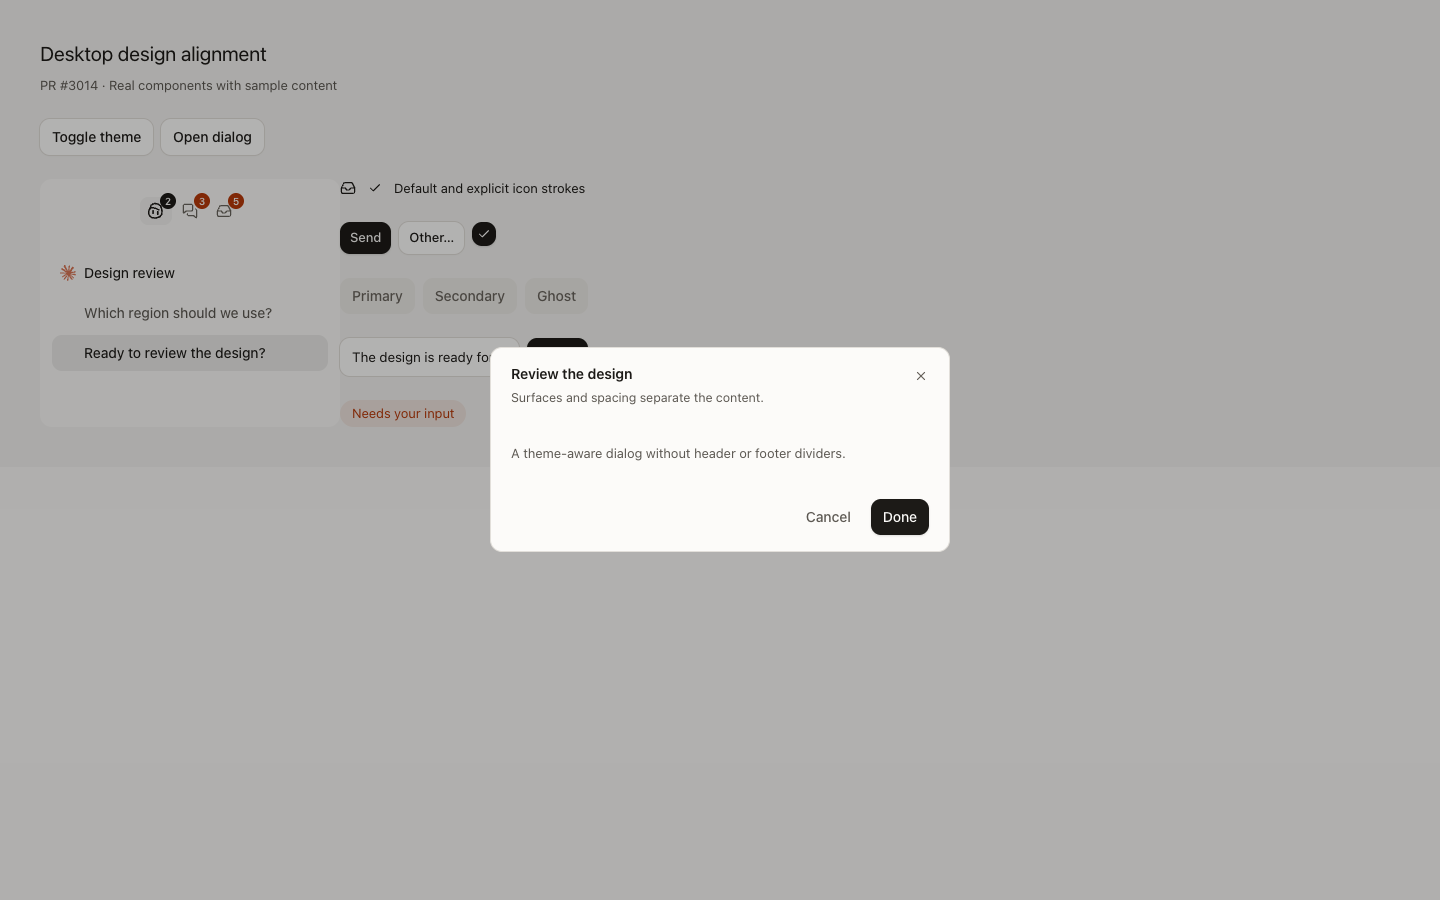 Desktop design alignment
PR #3014 · Real components with sample content
Toggle theme
Open dialog
2
3
5
Default and explicit icon strokes
Send
Other...
Design review
Primary
Secondary
Ghost
Which region should we use?
Ready to review the design?
The design is ready
Needs your input
Review the design
Surfaces and spacing separate the content.
A theme-aware dialog without header or footer dividers.
Cancel
Done